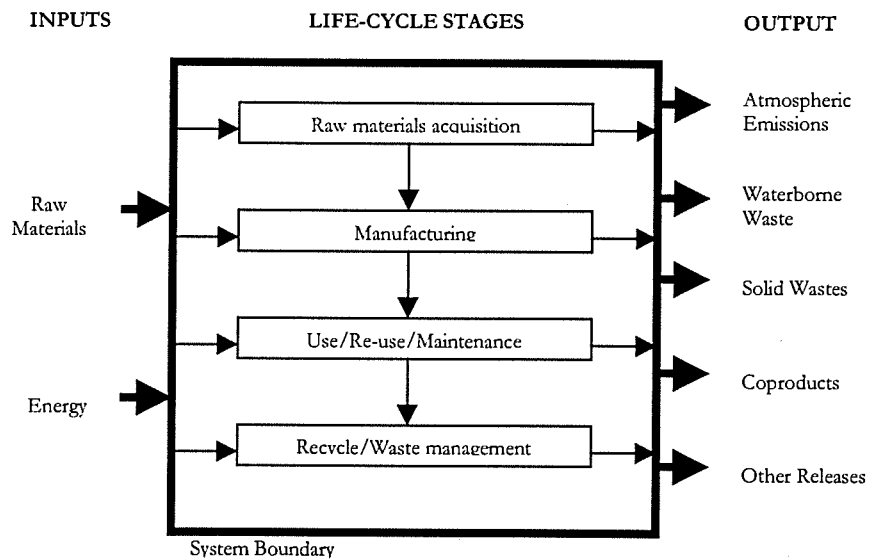 INPUTS
LIFE-CYCLE STAGES
OUTPUT
Raw
Materials
Energy
Raw materials acquisition
Manufacturing
Use/Re-use/Maintenance
Recycle/Waste management
Atmospheric
Emissions
Waterborne
Waste
Solid Wastes
Coproducts
Other Releases
System Boundary